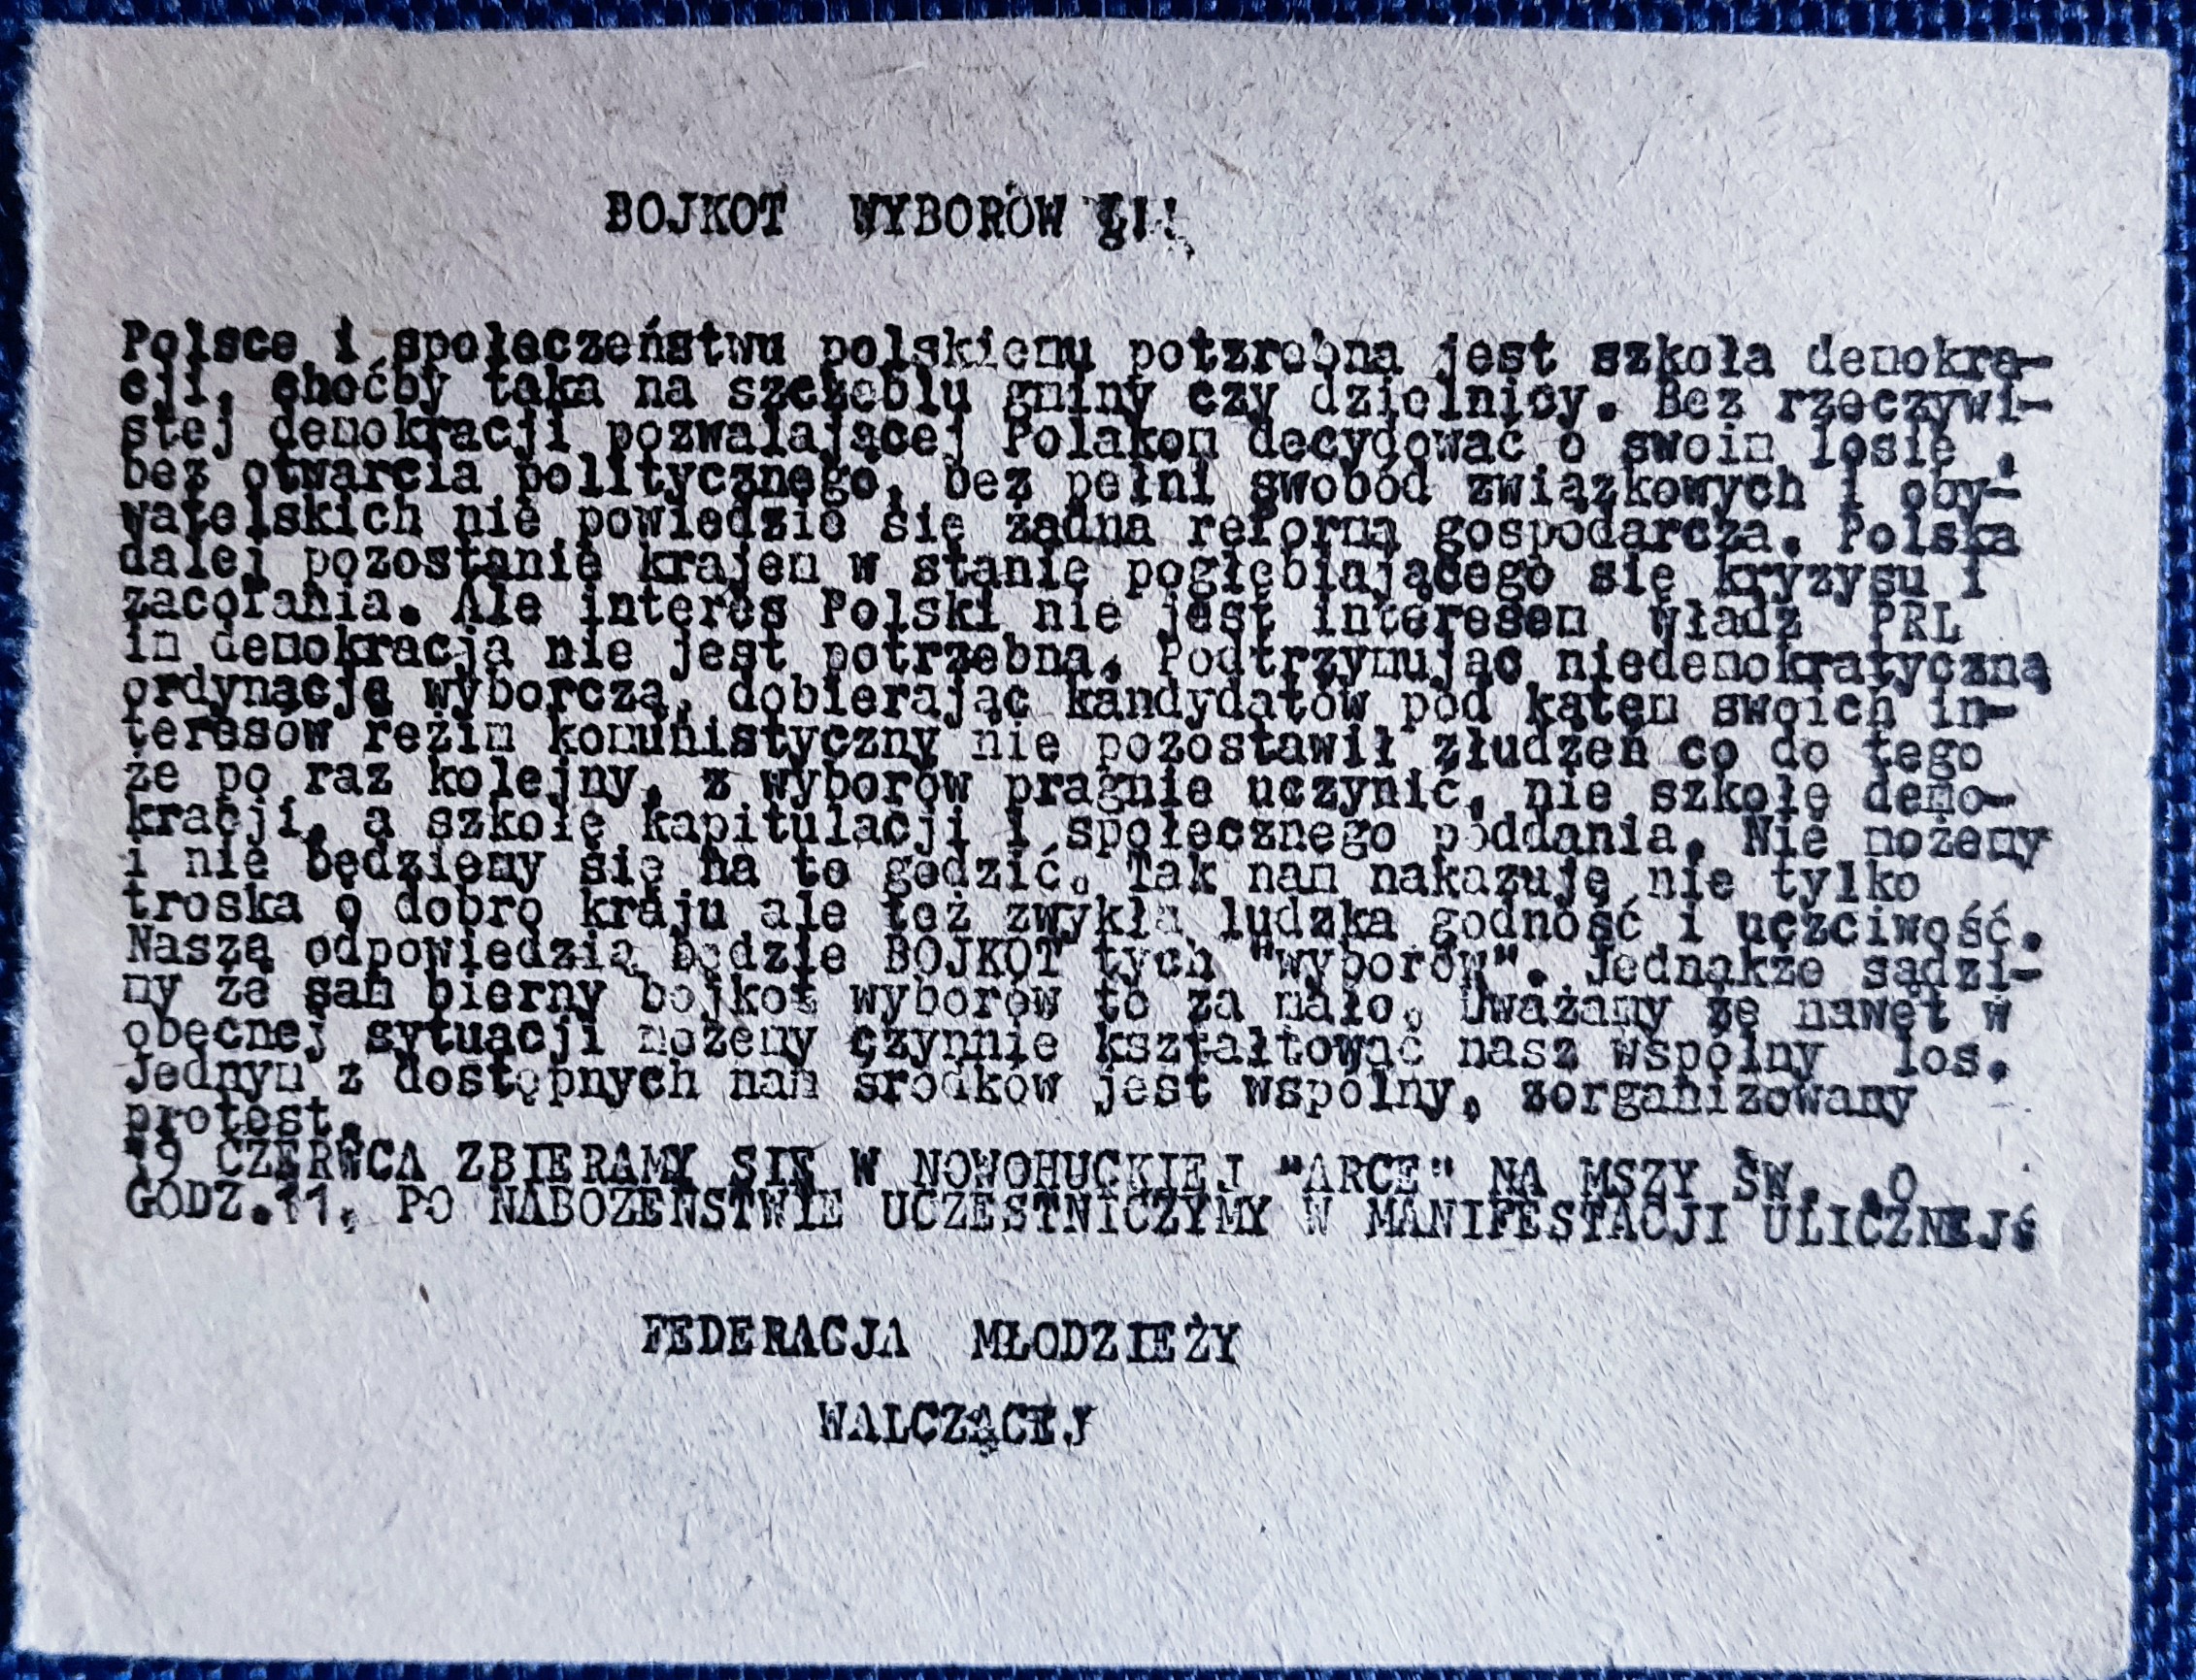 BOJKOT WYBORÓW !!!
Polsce i społeczeństwu polskiemu potzrebna jest szkoła demokra-
cji, choćby taka na szczeblu gminy czy dzielnicy. Bez rzeczywi-
stej demokracji pozwalającej Polakom decydować o swoim losie ,
bez otwarcia politycznego, bez pełni swobód związkowych i oby-
watelskich nie powiedzie się żadna reforma gospodarcza. Polska
dalej pozostanie krajem w stanie pogłębiającego się kryzysu i
zacofania. Ale interes Polski nie jest interesem władz PRL
im demokracja nie jest potrzebna. Podtrzymując niedemokratyczną
ordynację wyborczą, dobierając kandydatów pod kątem swoich in-
teresów reżim komunistyczny nie pozostawił złudzeń co do tego
że po raz kolejny, z wyborów pragnie uczynić, nie szkołę demo-
kracji, a szkołę kapitulacji i społecznego poddania. Nie możemy
i nie będziemy się na to godzić. Tak nam nakazuję nie tylko
troska o dobro kraju ale też zwykła ludzka godność i uczciwość.
Naszą odpowiedzią będzie BOJKOT tych "wyborów". Jednakże sądzi-
my że sam bierny bojkot wyborów to za mało. Uważamy że nawet w
obecnej sytuacji możemy czynnie kształtować nasz wspólny los.
Jednym z dostępnych nam środków jest wspólny, zorganizowany
protest.
19 CZERWCA ZBIERAMY SIĘ W NOWOHUCKIEJ "ARCE" NA MSZY ŚW. .O
GODZ.11. PO NABOŻEŃSTWIE UCZESTNICZYMY W MANIFESTACJI ULICZNEJ
FEDERACJA MŁODZIEŻY
WALCZĄCEJ